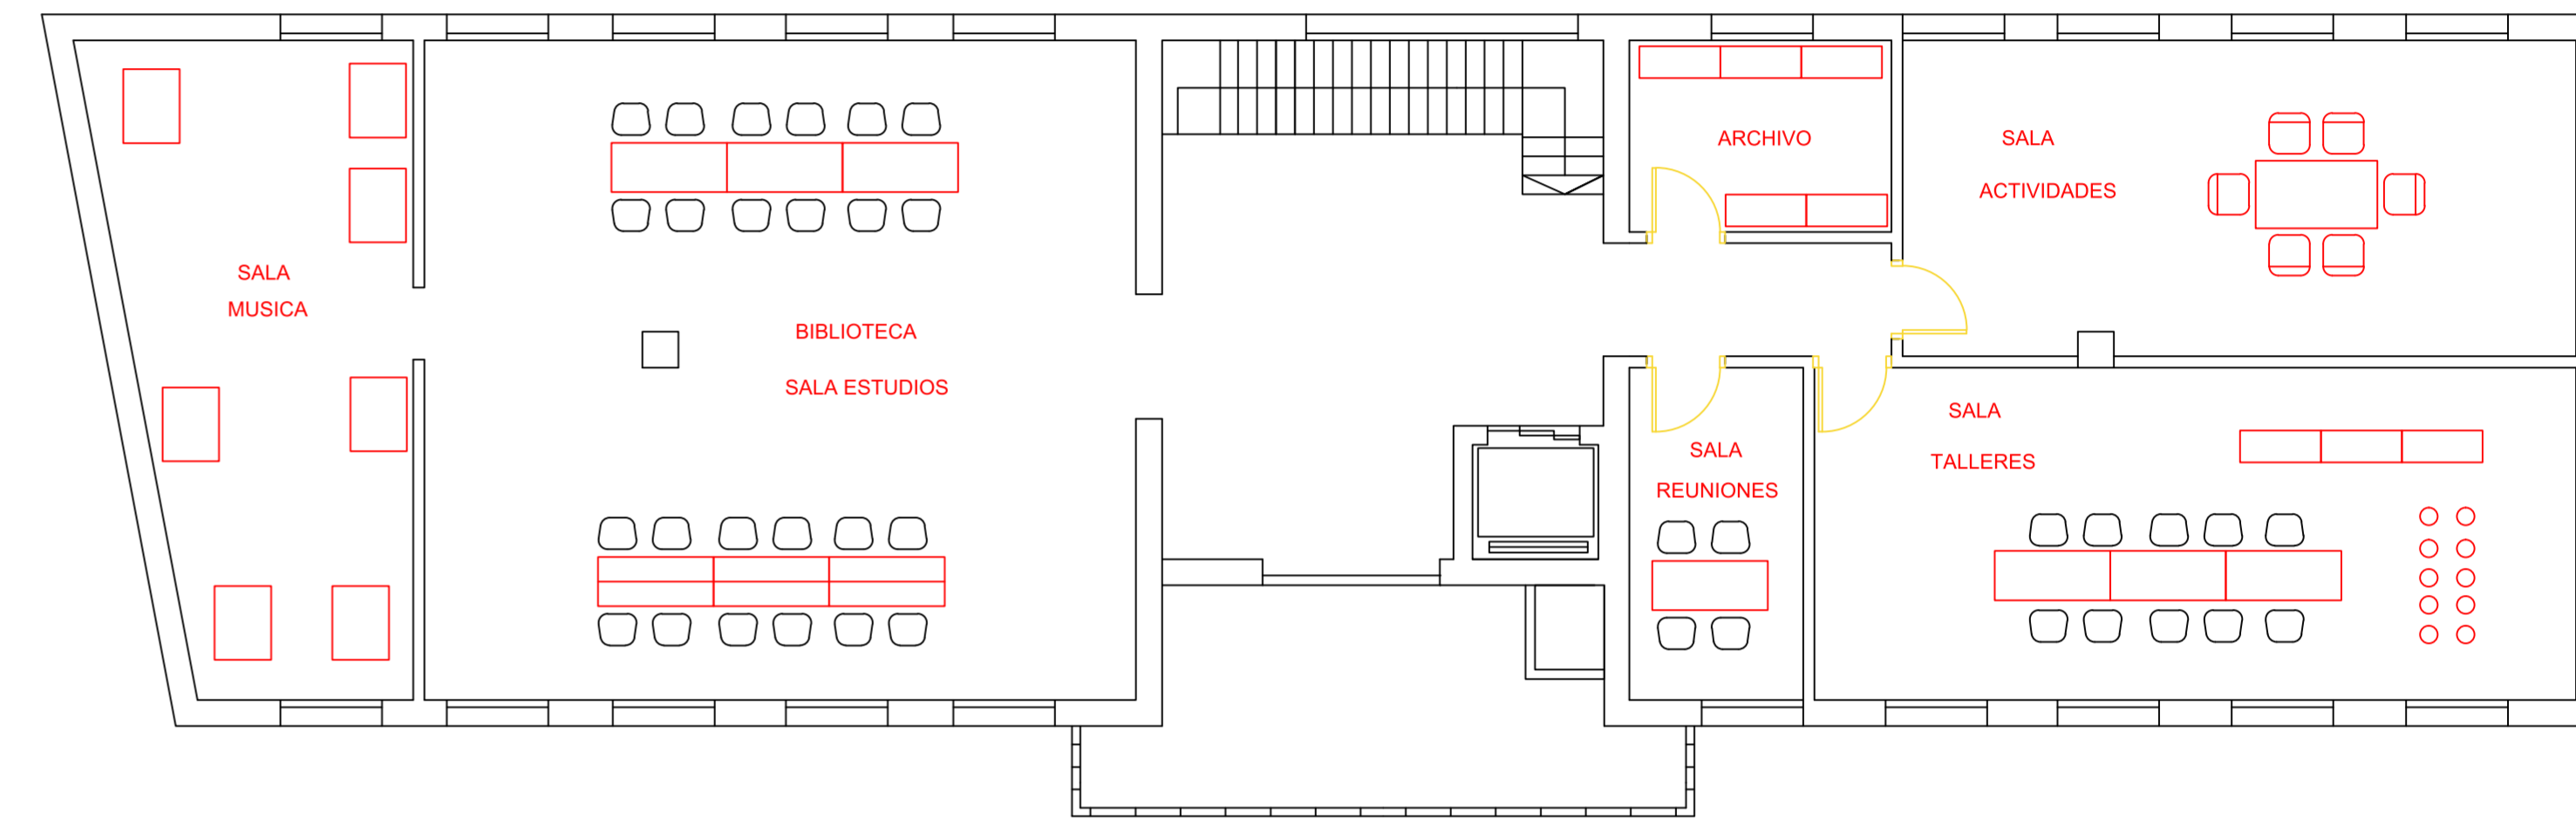 SALA
MUSICA
BIBLIOTECA
SALA ESTUDIOS
ARCHIVO
SALA
ACTIVIDADES
SALA
REUNIONES
SALA
TALLERES